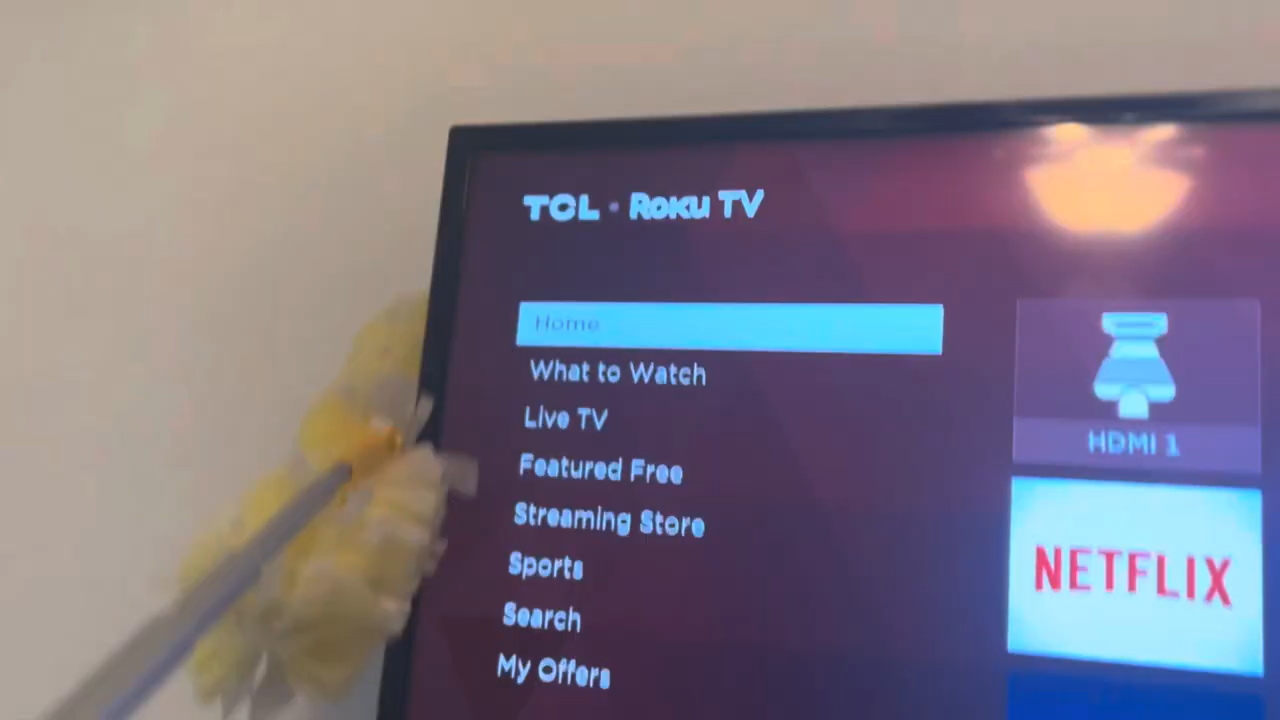 TCL • Roku TV
Home
What to Watch
Live TV
Featured Free
Streaming Store
Sports
Search
My Offers
HDMI 1
NETFLIX